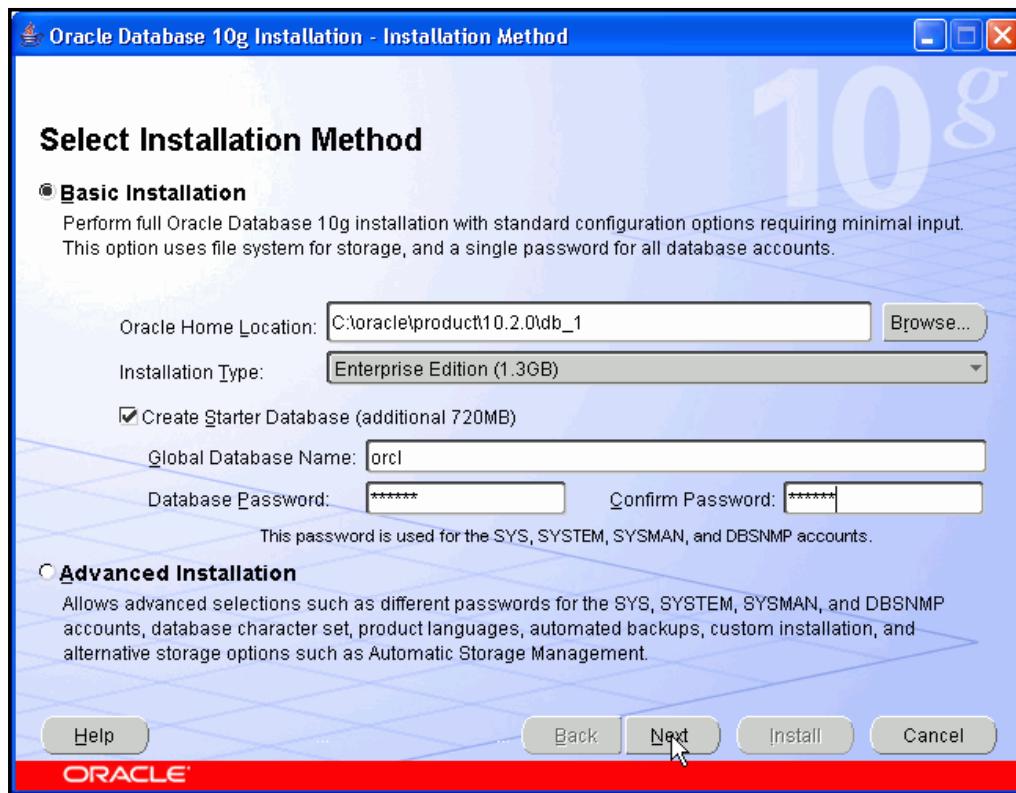 Oracle Database 10g Installation - Installation Method
10g
Select Installation Method
Basic Installation
Perform full Oracle Database 10g installation with standard configuration options requiring minimal input.
This option uses file system for storage, and a single password for all database accounts.
Oracle Home Location: C:\oracle\product\10.2.0\db_1 Browse...
Installation Type: Enterprise Edition (1.3GB)
Create Starter Database (additional 720MB)
Global Database Name: orcl
Database Password: ****** Confirm Password: ******
This password is used for the SYS, SYSTEM, SYSMAN, and DBSNMP accounts.
Advanced Installation
Allows advanced selections such as different passwords for the SYS, SYSTEM, SYSMAN, and DBSNMP
accounts, database character set, product languages, automated backups, custom installation, and
alternative storage options such as Automatic Storage Management.
Help Back Next Install Cancel
ORACLE